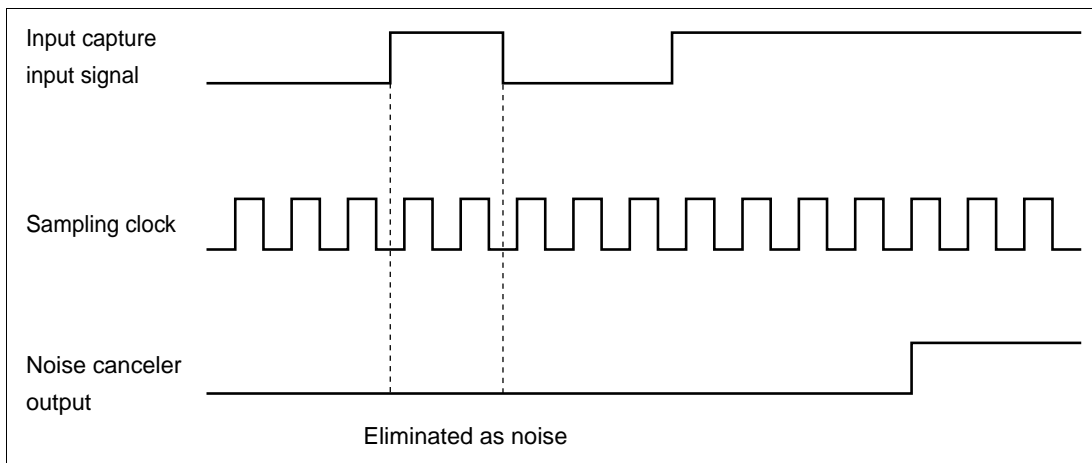 Input capture
input signal
Sampling clock
Noise canceler
output
Eliminated as noise